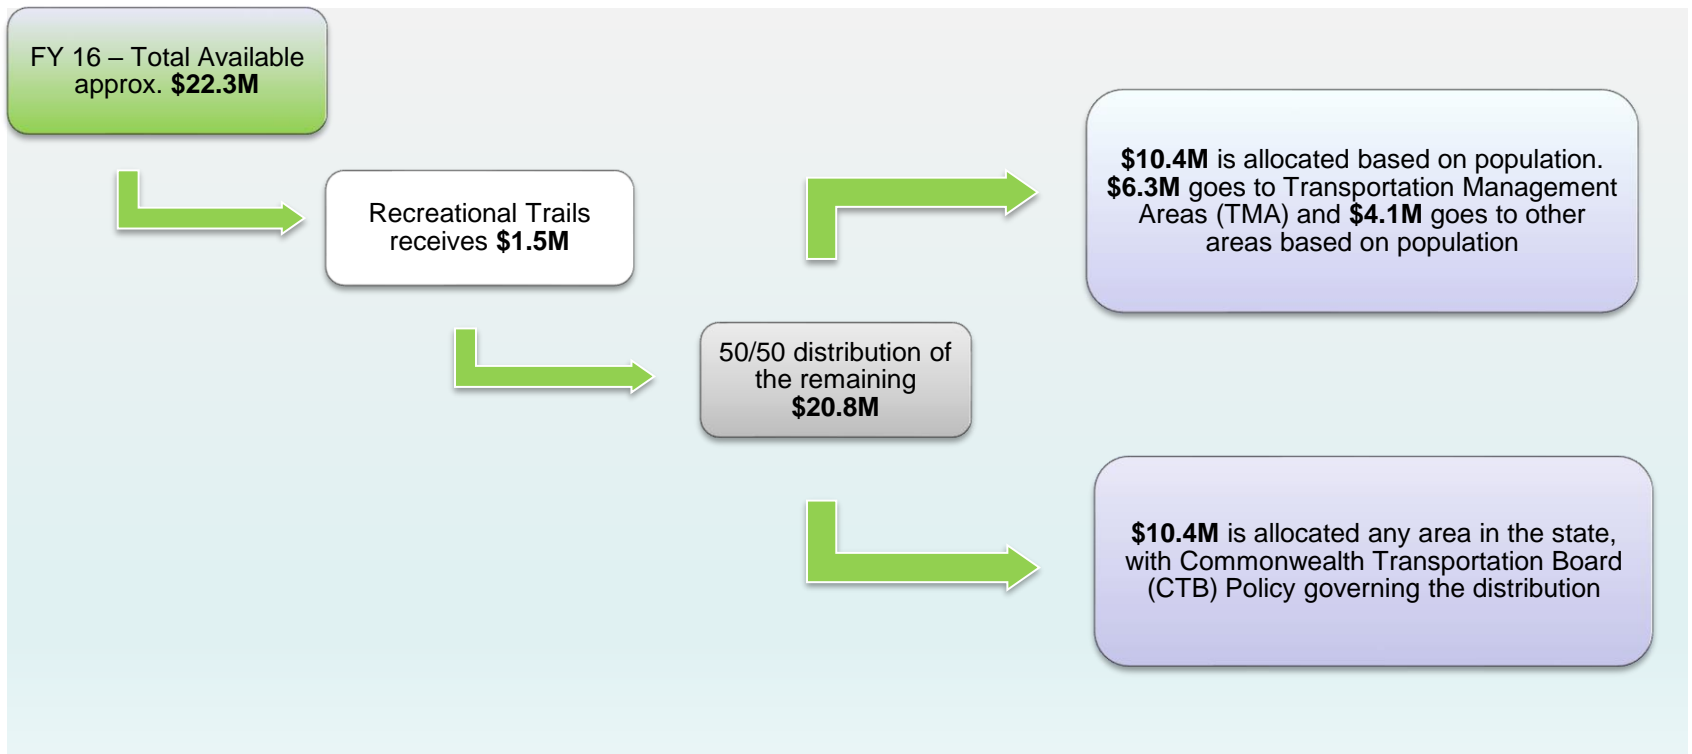 FY 16 – Total Available
approx. $22.3M
Recreational Trails
receives $1.5M
50/50 distribution of
the remaining
$20.8M
$10.4M is allocated based on population.
$6.3M goes to Transportation Management
Areas (TMA) and $4.1M goes to other
areas based on population
$10.4M is allocated any area in the state,
with Commonwealth Transportation Board
(CTB) Policy governing the distribution